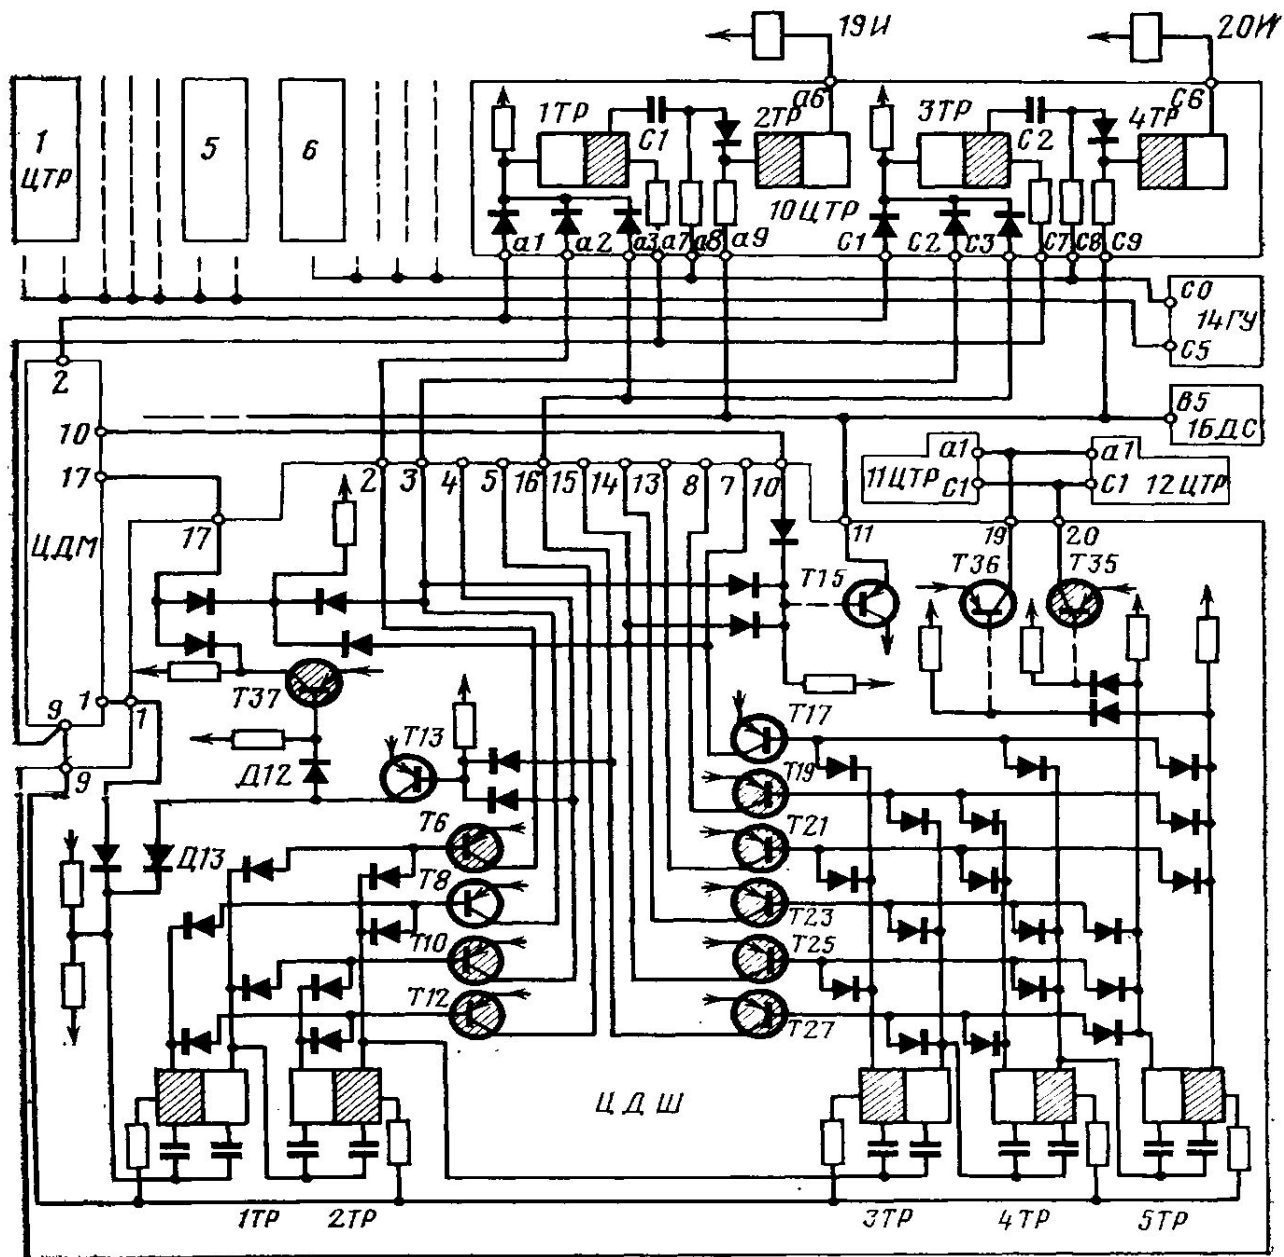 19И
20И
1
ЦТР
5
6
1ТР
С1
2ТР
а6
3ТР
С2
4ТР
С6
10ЦТР
а1
а2
а3
а7
а8
а9
С1
С2
С3
С7
С8
С9
С0
14ГУ
С5
2
10
17
ЦДМ
В5
1БДС
а1
11ЦТР
С1
а1
С1
12ЦТР
2
3
4
5
16
15
14
13
8
7
10
17
11
19
20
Т15
Т36
Т35
Т37
9
1
1
9
Д12
Т13
Т17
Т19
Д13
Т6
Т21
Т8
Т23
Т10
Т25
Т12
Т27
ЦДШ
1ТР
2ТР
3ТР
4ТР
5ТР